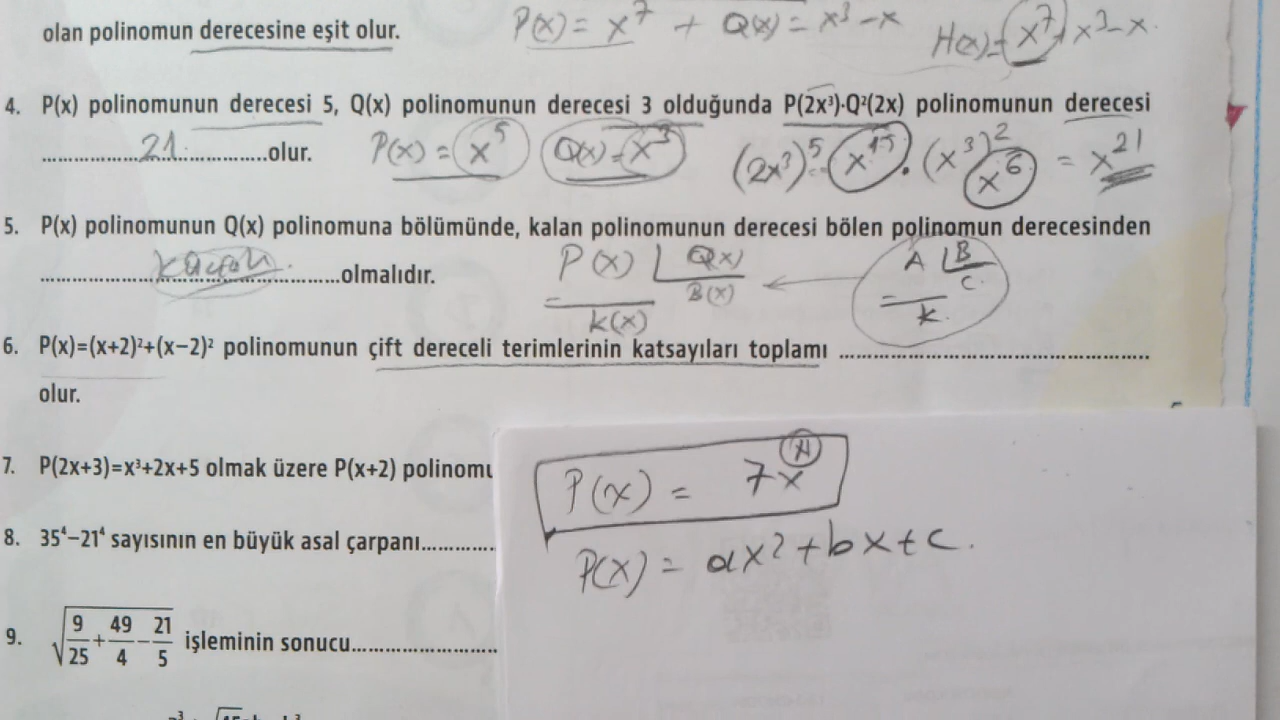 olan polinomun derecesine eşit olur. P(x) = x⁷ + Q(x) = x³-x H(x) = x⁷ + x³-x.
4. P(x) polinomunun derecesi 5, Q(x) polinomunun derecesi 3 olduğunda P(2x³)·Q²(2x) polinomunun derecesi
.....................21...............olur. P(x) = x⁵ Q(x) = x³ (2x³)⁵ = x¹⁵ . (x³)² x⁶ = x²¹
5. P(x) polinomunun Q(x) polinomuna bölümünde, kalan polinomunun derecesi bölen polinomun derecesinden
.....................küçük.....................olmalıdır. P(x) Q(x) A B
B(x) C
k(x) k
6. P(x)=(x+2)²+(x−2)² polinomunun çift dereceli terimlerinin katsayıları toplamı ......................................................
olur.
7. P(2x+3)=x³+2x+5 olmak üzere P(x+2)
P(x) = 7x
8. 35⁴−21⁴ sayısının en büyük asal çarpanı.............
P(x) = ax² + bx + c.
9. √(9/25 + 49/4 − 21/5) işleminin sonucu.........................